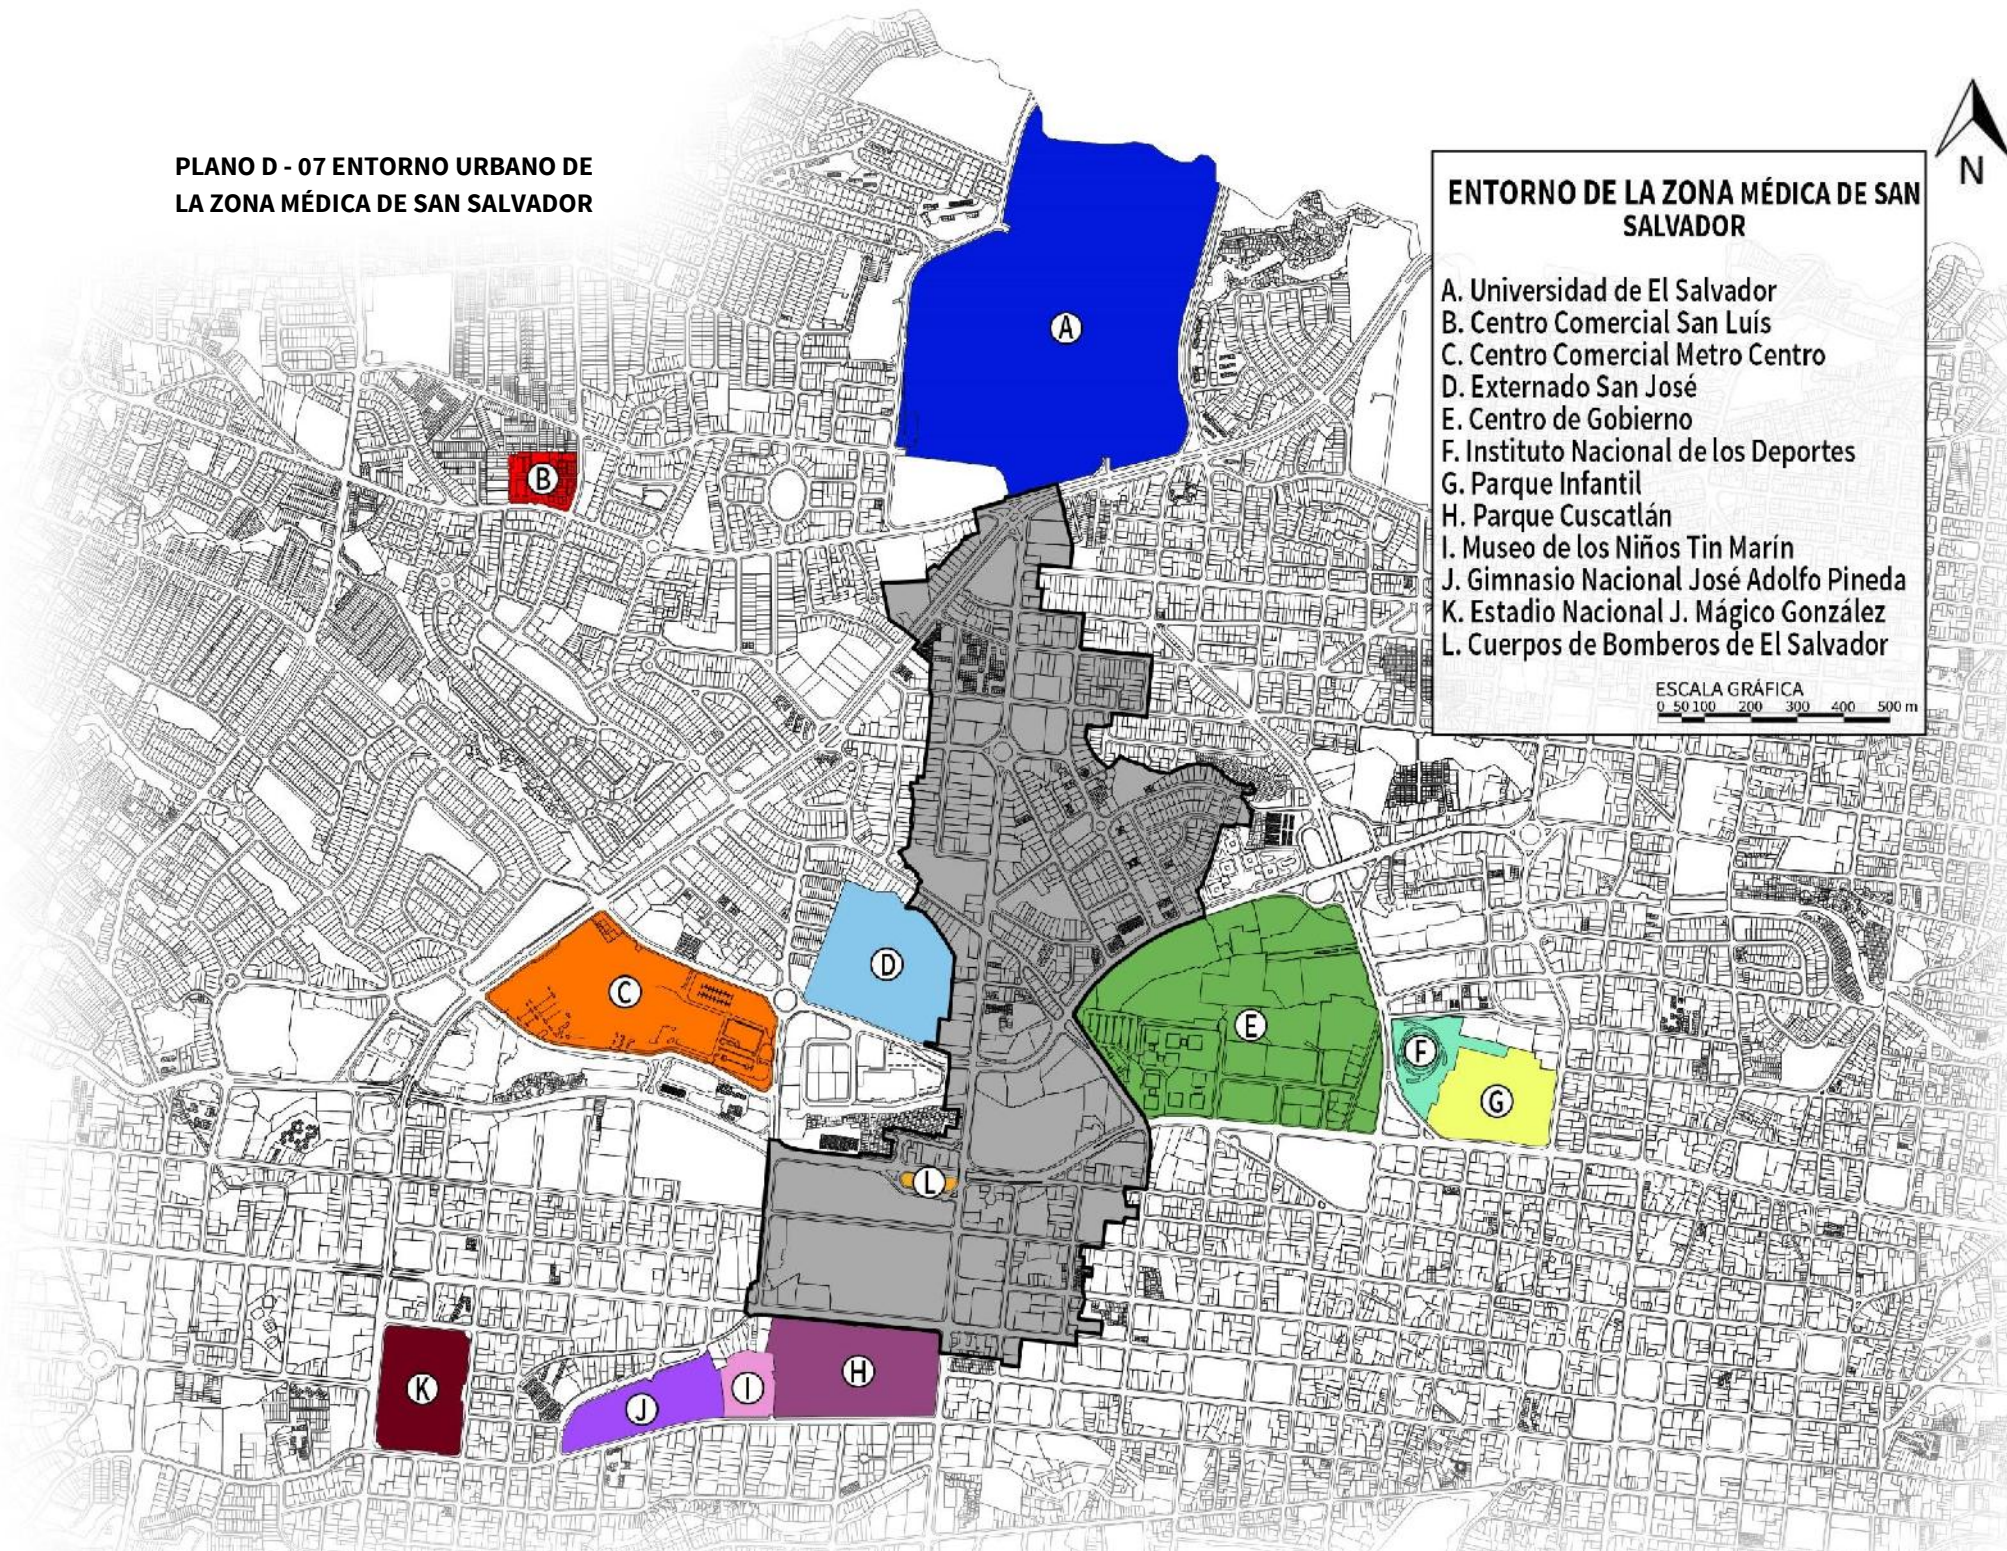 PLANO D - 07 ENTORNO URBANO DE
LA ZONA MÉDICA DE SAN SALVADOR
N
ENTORNO DE LA ZONA MÉDICA DE SAN
SALVADOR
A. Universidad de El Salvador
B. Centro Comercial San Luís
C. Centro Comercial Metro Centro
D. Externado San José
E. Centro de Gobierno
F. Instituto Nacional de los Deportes
G. Parque Infantil
H. Parque Cuscatlán
I. Museo de los Niños Tin Marín
J. Gimnasio Nacional José Adolfo Pineda
K. Estadio Nacional J. Mágico González
L. Cuerpos de Bomberos de El Salvador
ESCALA GRÁFICA
0 50 100 200 300 400 500 m
A
B
D
C
E
F
G
L
H
K
I
J